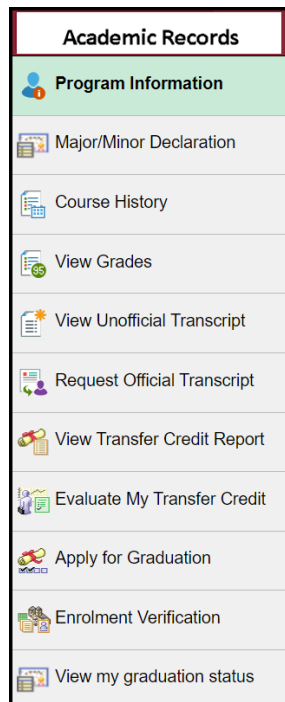 Academic Records
Program Information
Major/Minor Declaration
Course History
View Grades
95
View Unofficial Transcript
Request Official Transcript
View Transfer Credit Report
Evaluate My Transfer Credit
Apply for Graduation
Enrolment Verification
View my graduation status